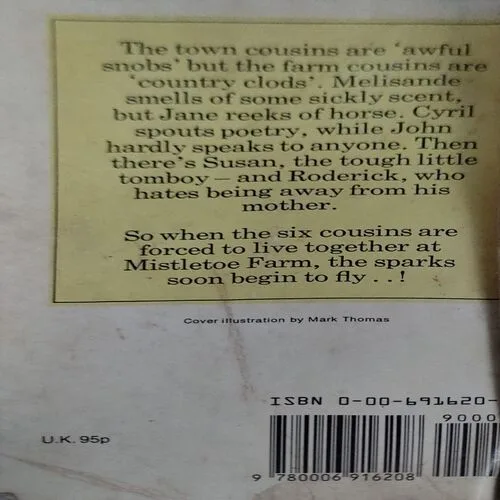 The town cousins are 'awful
snobs' but the farm cousins are
'country clods'. Melisande
smells of some sickly scent,
but Jane reeks of horse. Cyril
spouts poetry, while John
hardly speaks to anyone. Then
there's Susan, the tough little
tomboy – and Roderick, who
hates being away from his
mother.
So when the six cousins are
forced to live together at
Mistletoe Farm, the sparks
soon begin to fly . . !
Cover illustration by Mark Thomas
ISBN 0-00-691620-
9000
U.K. 95p
9 780006 916208